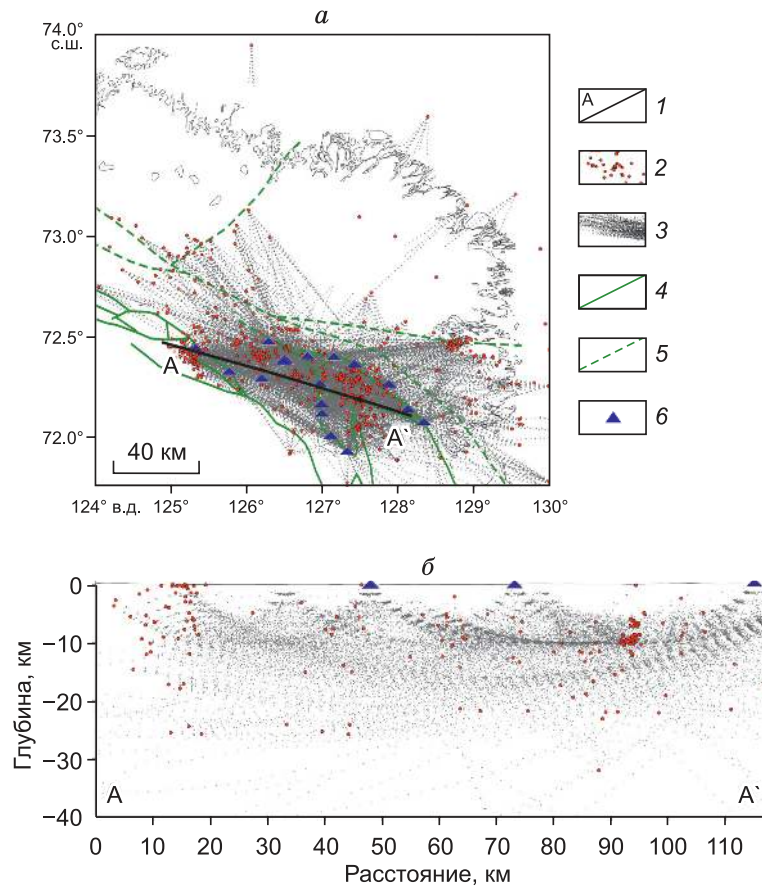 а
74.0°
с.ш.
73.5°
73.0°
72.5°
72.0°
A
A`
40 км
124° в.д. 125° 126° 127° 128° 129° 130°
A 1
2
3
4
5
6
б
Глубина, км
0
−10
−20
−30
−40
A
A`
0 10 20 30 40 50 60 70 80 90 100 110
Расстояние, км